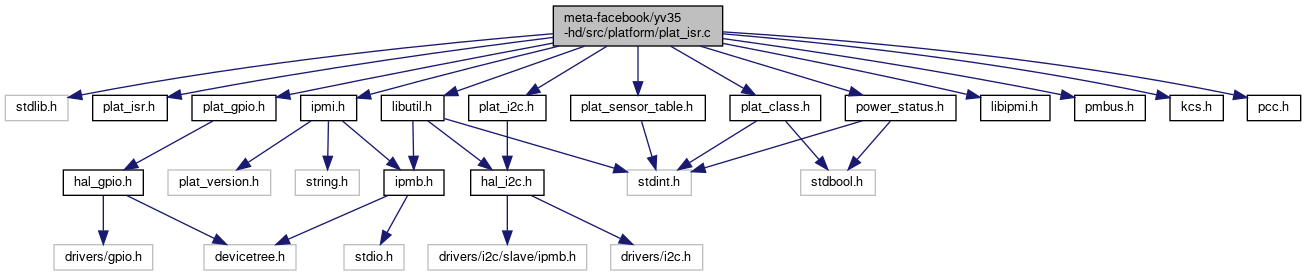 meta-facebook/yv35
-hd/src/platform/plat_isr.c
stdlib.h
plat_isr.h
plat_gpio.h
ipmi.h
libutil.h
plat_i2c.h
plat_sensor_table.h
plat_class.h
power_status.h
libipmi.h
pmbus.h
kcs.h
pcc.h
hal_gpio.h
plat_version.h
string.h
ipmb.h
hal_i2c.h
stdint.h
stdbool.h
drivers/gpio.h
devicetree.h
stdio.h
drivers/i2c/slave/ipmb.h
drivers/i2c.h